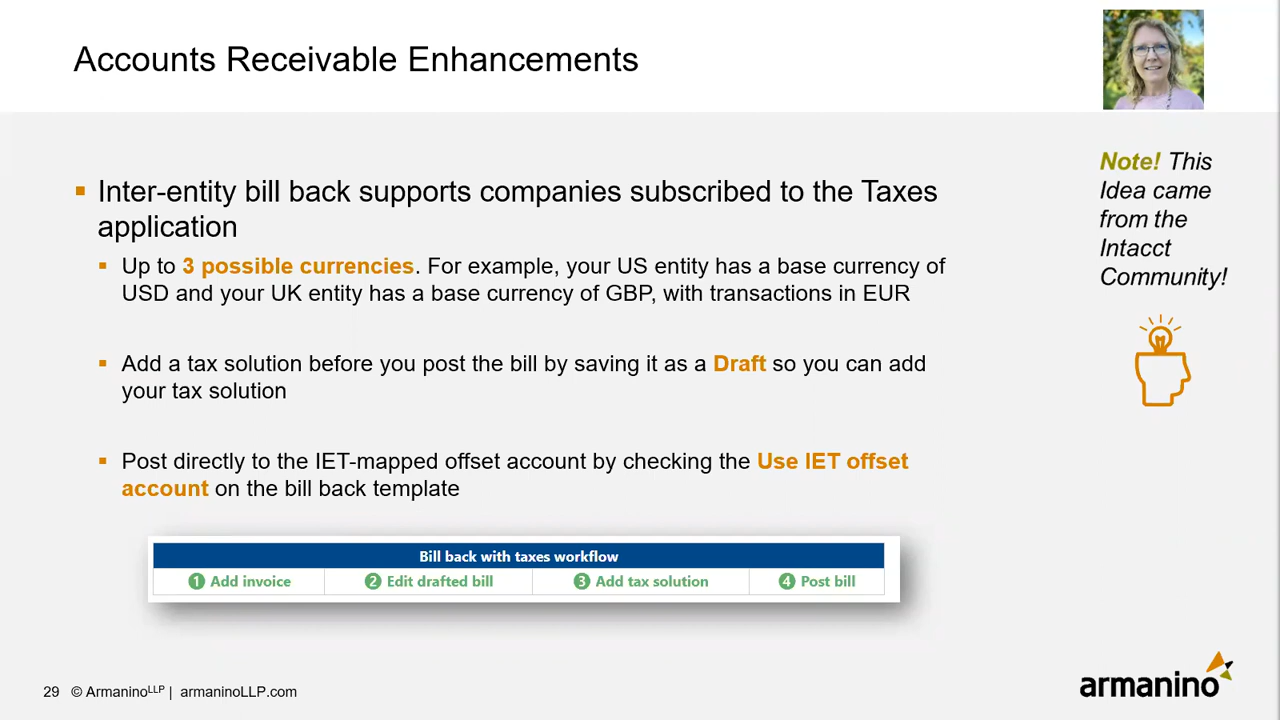 Accounts Receivable Enhancements
Note! This
Idea came
from the
Intacct
Community!
Inter-entity bill back supports companies subscribed to the Taxes
application
Up to 3 possible currencies. For example, your US entity has a base currency of
USD and your UK entity has a base currency of GBP, with transactions in EUR
Add a tax solution before you post the bill by saving it as a Draft so you can add
your tax solution
Post directly to the IET-mapped offset account by checking the Use IET offset
account on the bill back template
Bill back with taxes workflow
1 Add invoice 2 Edit drafted bill 3 Add tax solution 4 Post bill
29 © ArmaninoLLP | armaninoLLP.com
armanino